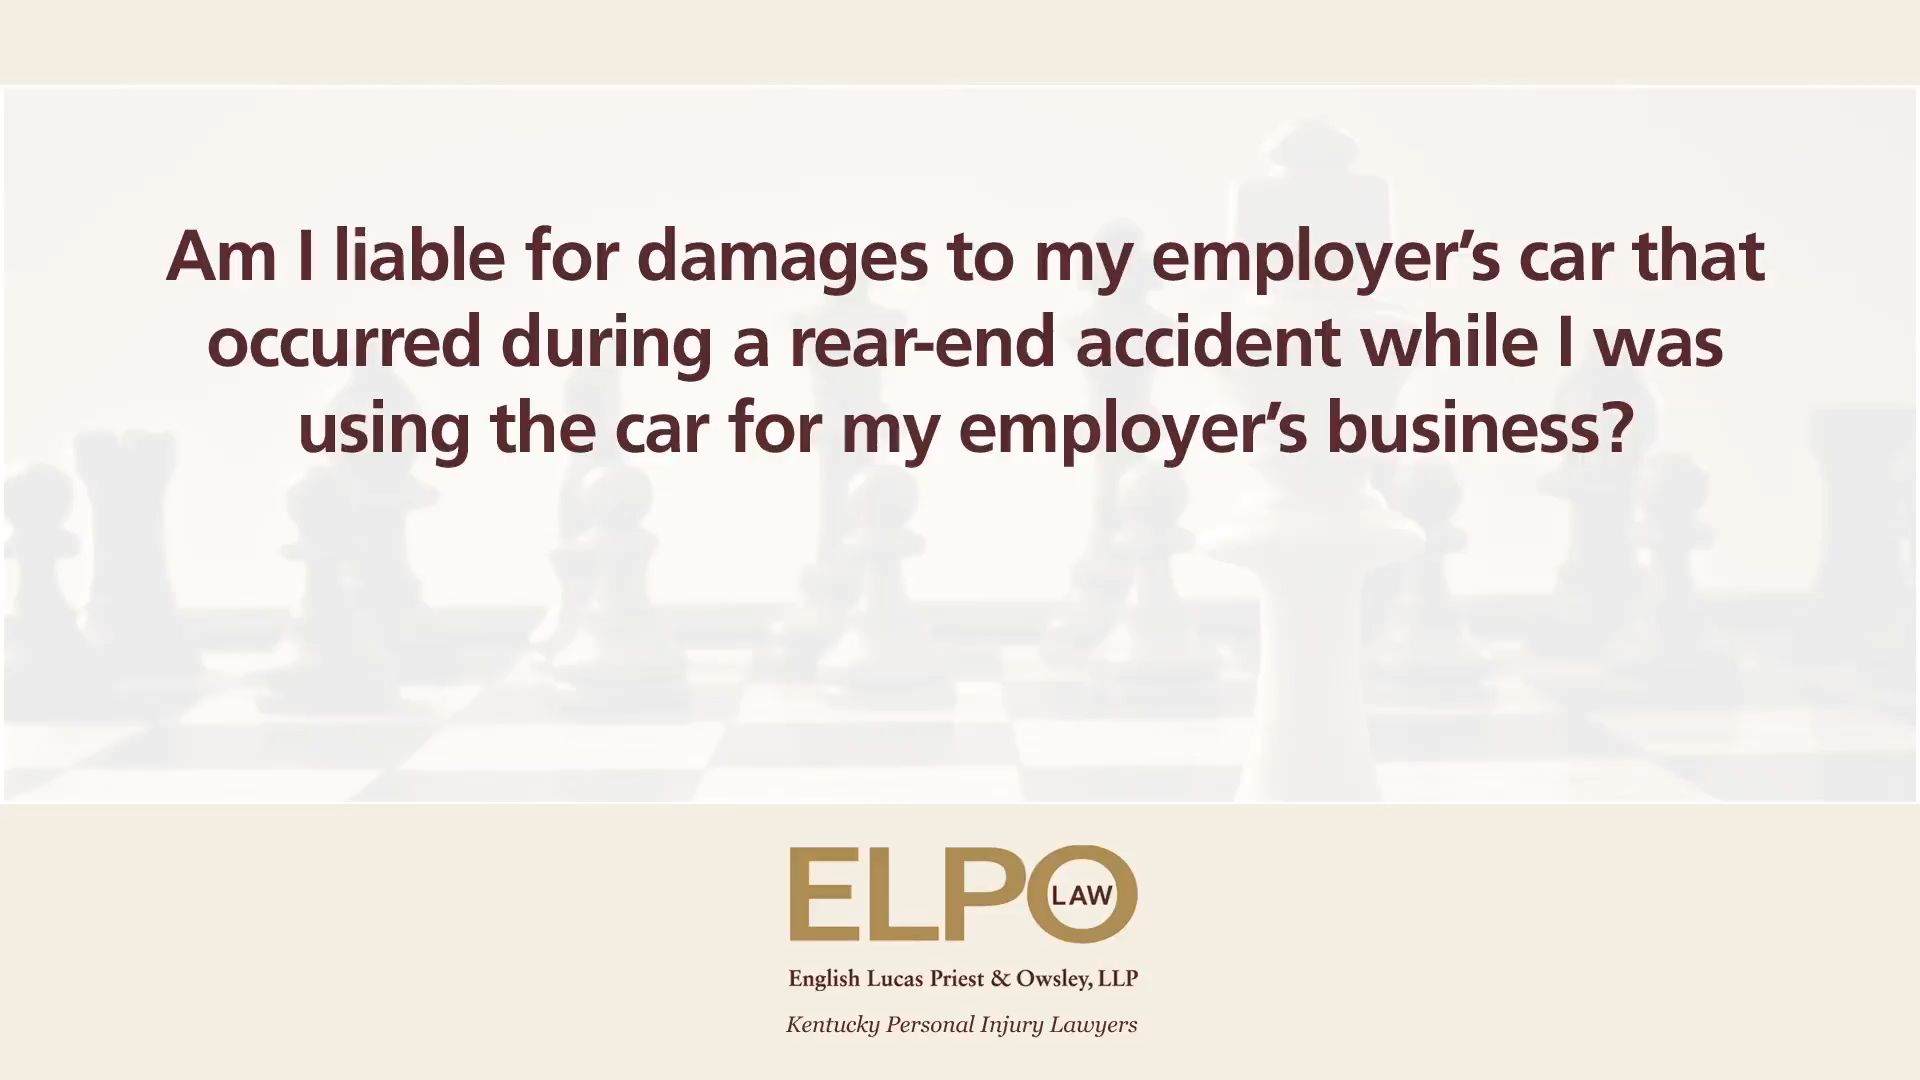 Am I liable for damages to my employer’s car that
occurred during a rear-end accident while I was
using the car for my employer’s business?
ELPO
LAW
English Lucas Priest & Owsley, LLP
Kentucky Personal Injury Lawyers